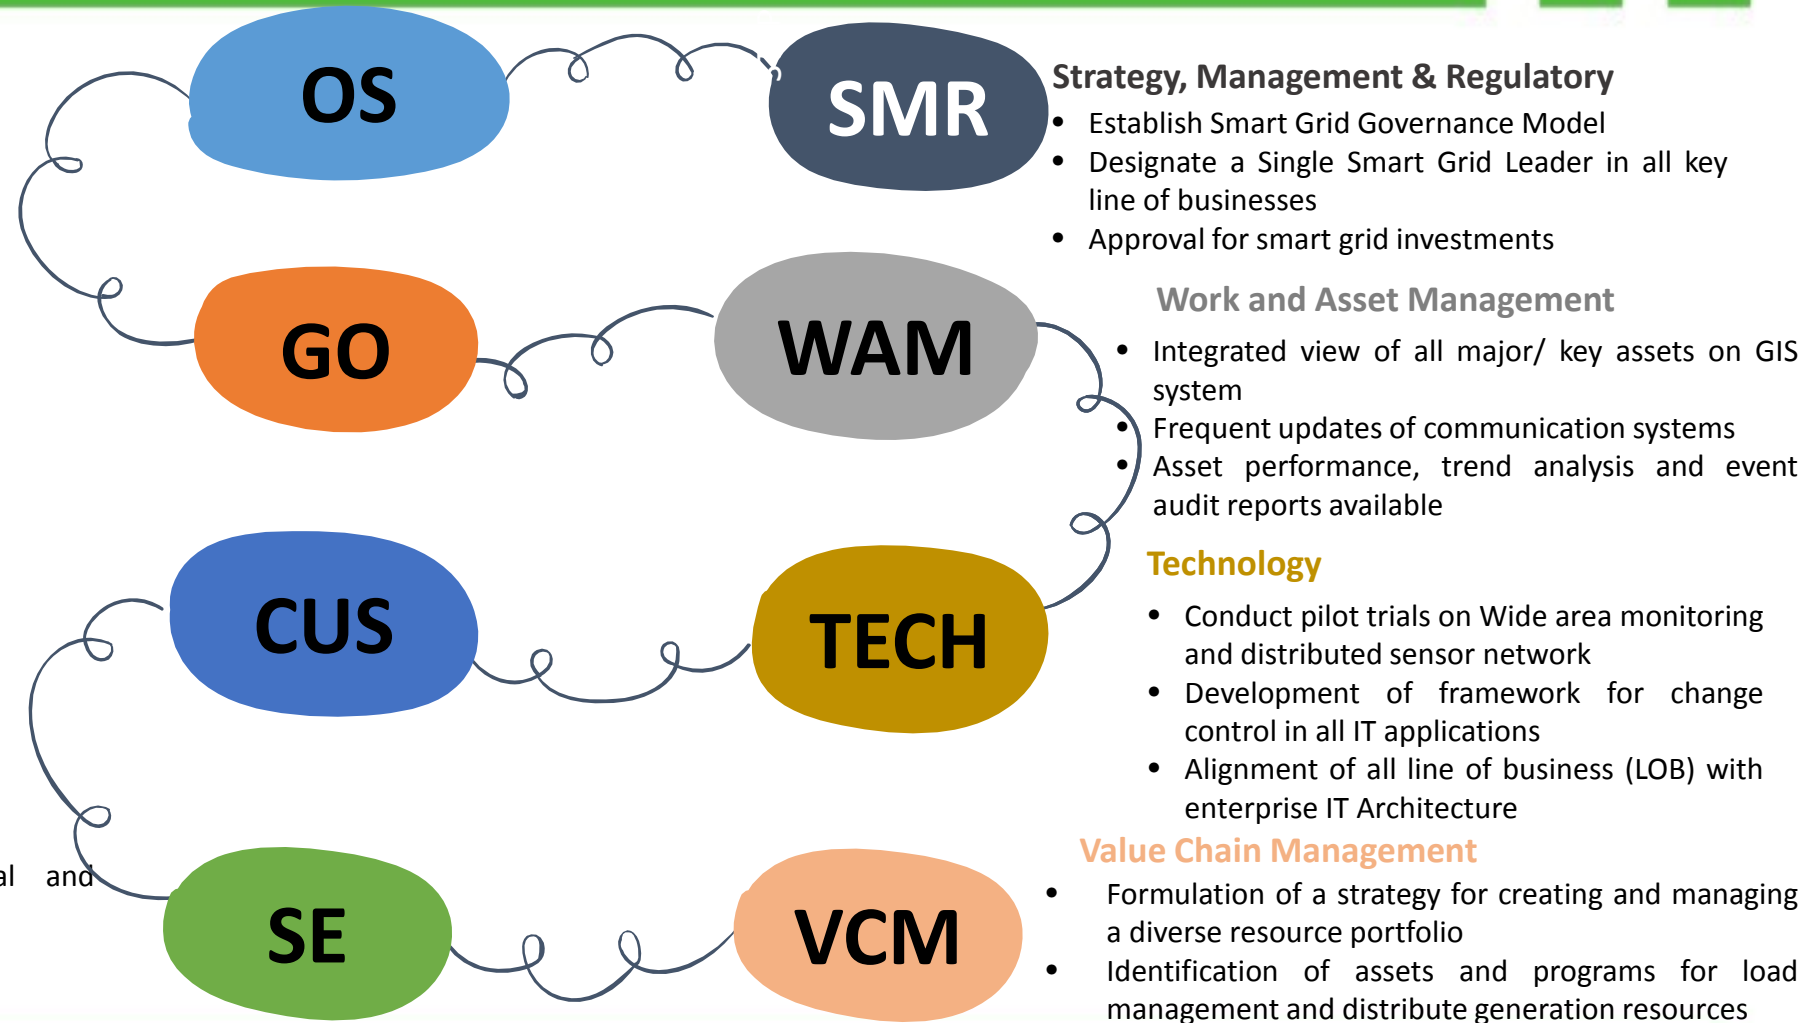 OS
SMR
Strategy, Management & Regulatory
• Establish Smart Grid Governance Model
• Designate a Single Smart Grid Leader in all key
line of businesses
• Approval for smart grid investments
GO
WAM
Work and Asset Management
• Integrated view of all major/ key assets on GIS
system
• Frequent updates of communication systems
• Asset performance, trend analysis and event
audit reports available
CUS
TECH
Technology
• Conduct pilot trials on Wide area monitoring
and distributed sensor network
• Development of framework for change
control in all IT applications
• Alignment of all line of business (LOB) with
enterprise IT Architecture
and
SE
VCM
Value Chain Management
• Formulation of a strategy for creating and managing
a diverse resource portfolio
• Identification of assets and programs for load
management and distribute generation resources